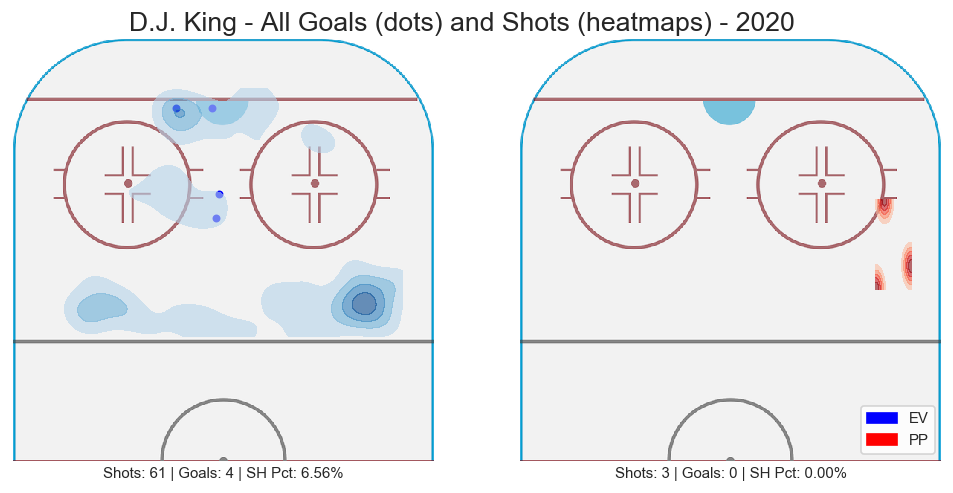 D.J. King - All Goals (dots) and Shots (heatmaps) - 2020
EV
PP
Shots: 61 | Goals: 4 | SH Pct: 6.56%
Shots: 3 | Goals: 0 | SH Pct: 0.00%